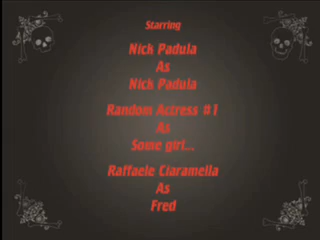 Starring
Nick Padula
As
Nick Padula
Random Actress #1
As
Some girl...
Raffaele Ciaramella
As
Fred